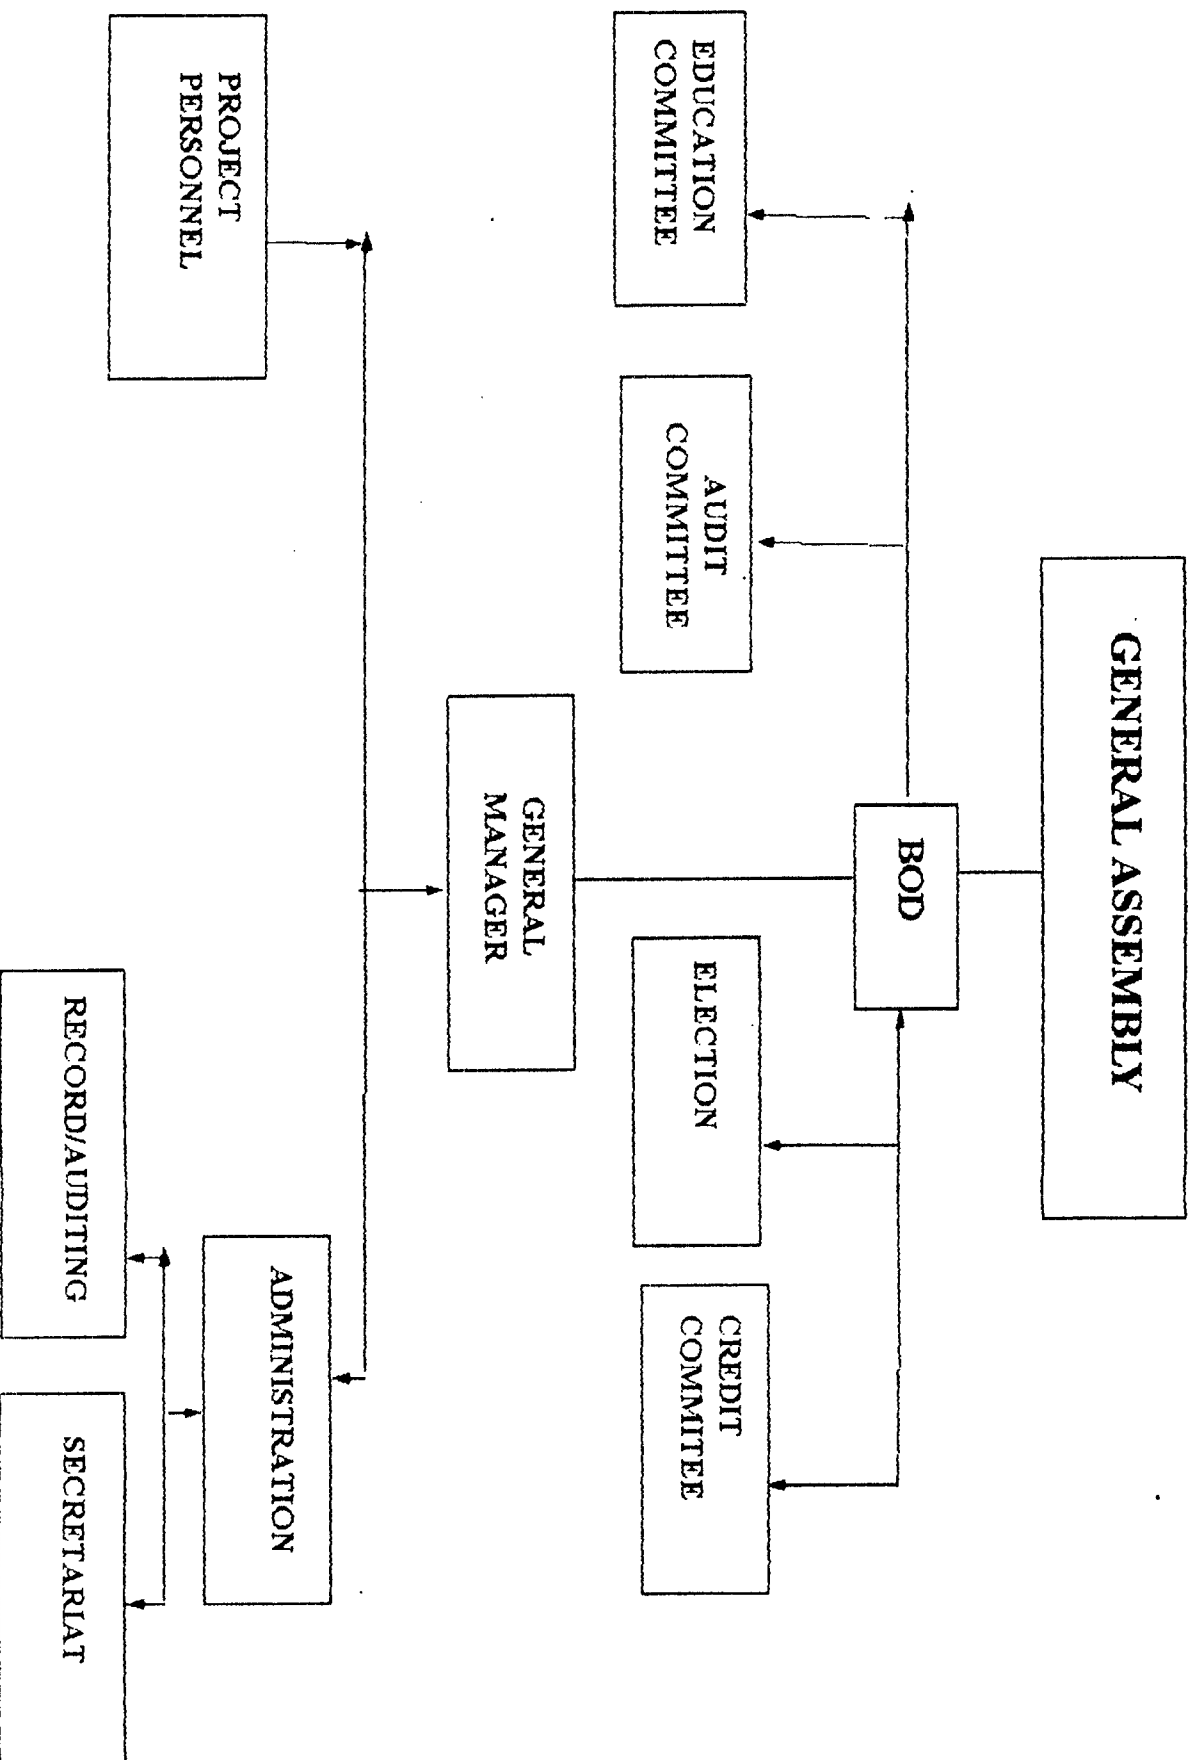 GENERAL ASSEMBLY
BOD
EDUCATION
COMMITTEE
AUDIT
COMMITTEE
ELECTION
CREDIT
COMMITEE
GENERAL
MANAGER
PROJECT
PERSONNEL
ADMINISTRATION
RECORD/AUDITING
SECRETARIAT